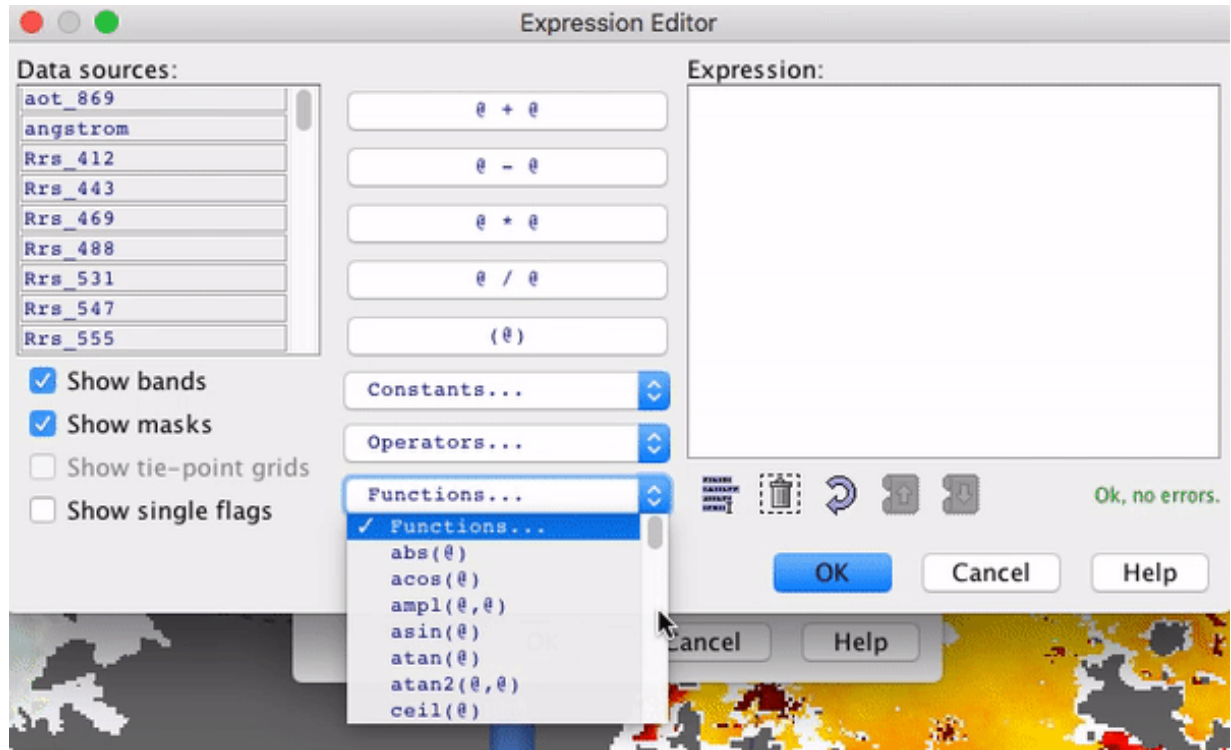 Expression Editor
Data sources:
aot_869
angstrom
Rrs_412
Rrs_443
Rrs_469
Rrs_488
Rrs_531
Rrs_547
Rrs_555
Show bands
Show masks
Show tie-point grids
Show single flags
@ + @
@ - @
@ * @
@ / @
(@)
Constants...
Operators...
Functions...
✓ Functions...
abs(@)
acos(@)
ampl(@,@)
asin(@)
atan(@)
atan2(@,@)
ceil(@)
Expression:
Ok, no errors.
OK Cancel Help
OK Cancel Help